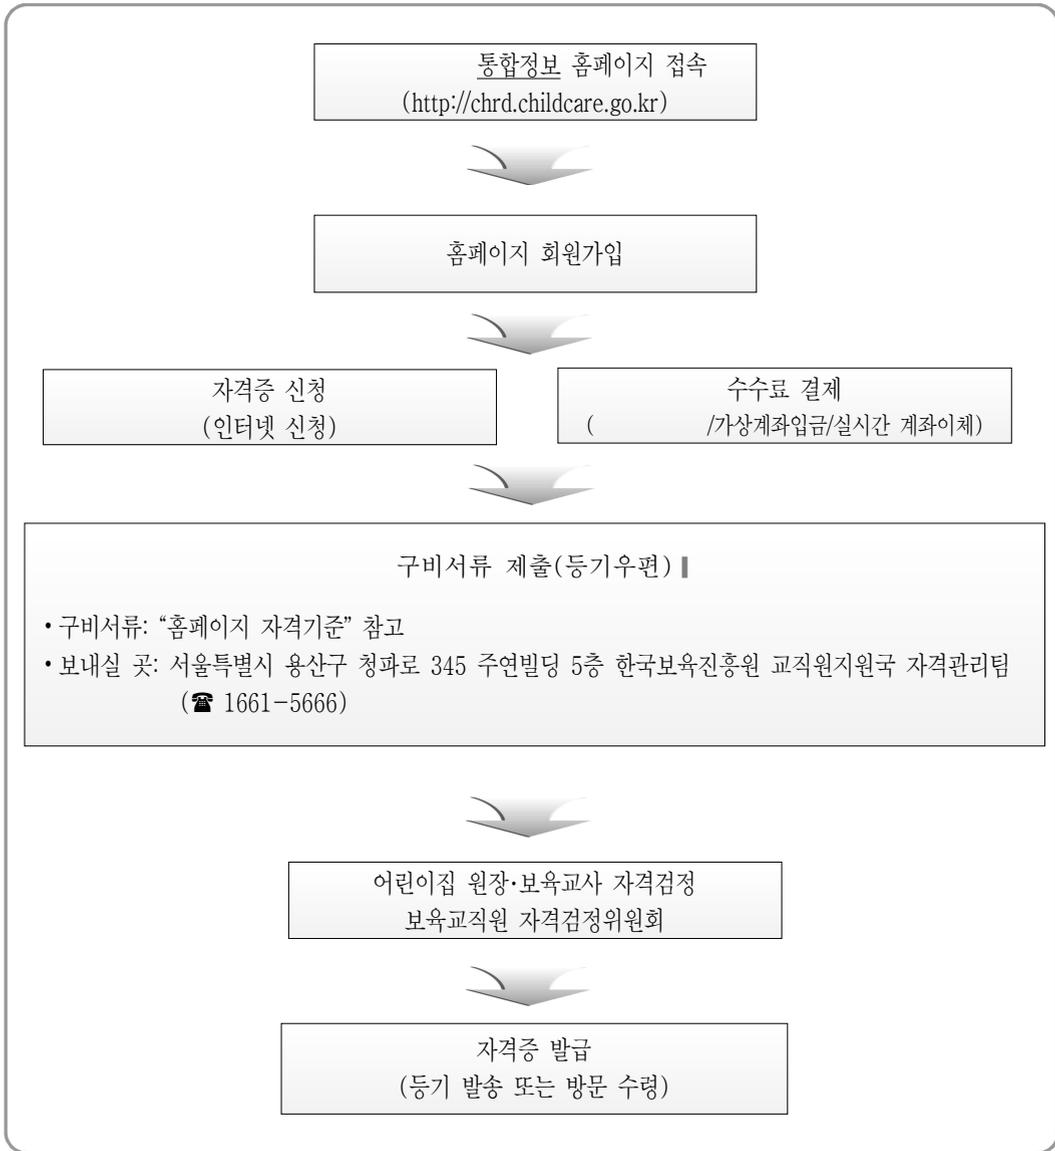 통합정보 홈페이지 접속
(http://chrd.childcare.go.kr)
홈페이지 회원가입
자격증 신청
(인터넷 신청)
수수료 결제
( /가상계좌입금/실시간 계좌이체)
구비서류 제출(등기우편)
• 구비서류: “홈페이지 자격기준” 참고
• 보내실 곳: 서울특별시 용산구 청파로 345 주연빌딩 5층 한국보육진흥원 교직원지원국 자격관리팀
(☎ 1661-5666)
어린이집 원장·보육교사 자격검정
보육교직원 자격검정위원회
자격증 발급
(등기 발송 또는 방문 수령)